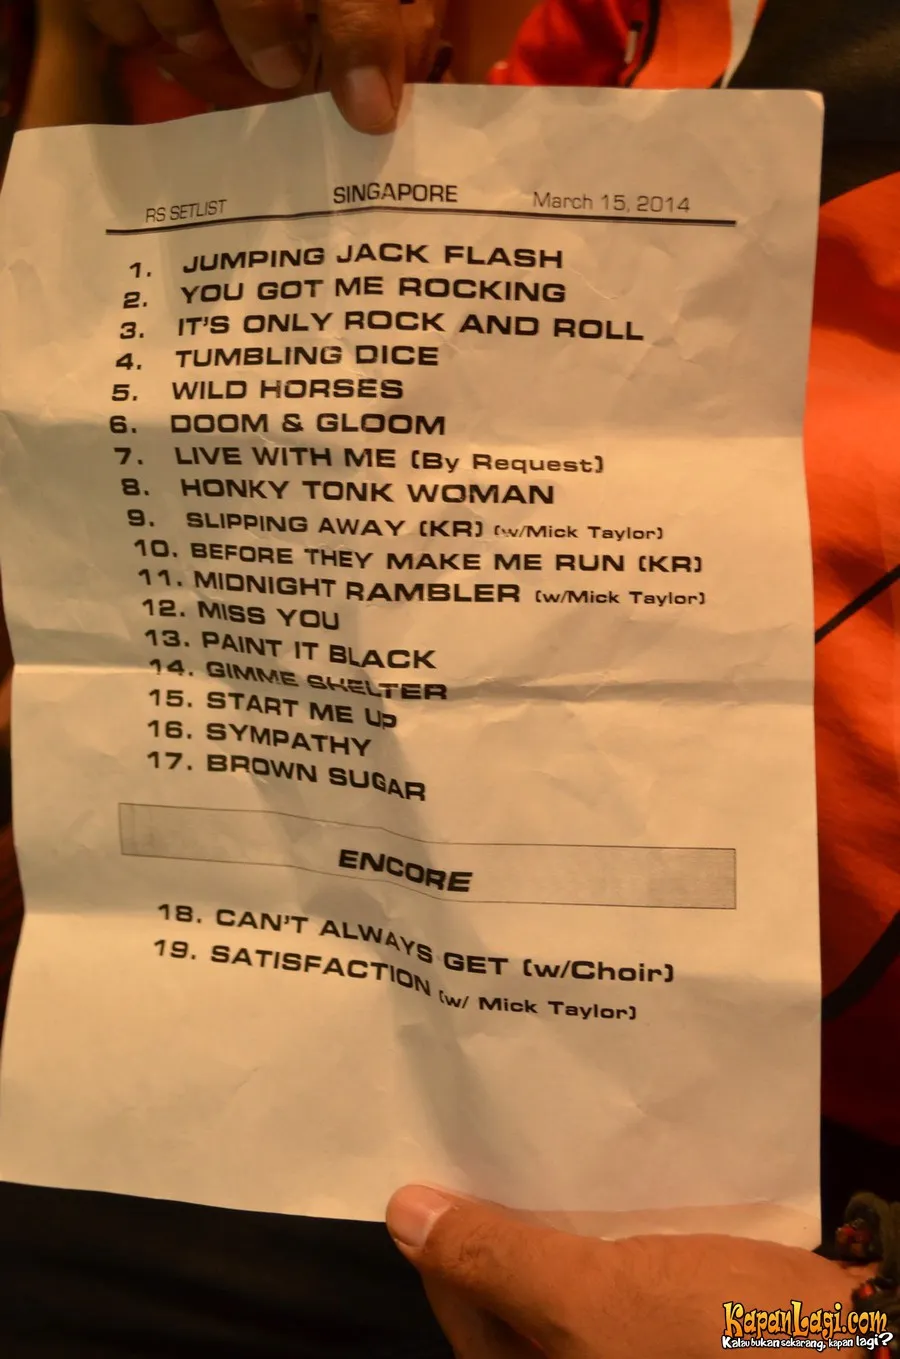 RS SETLIST SINGAPORE March 15, 2014
1. JUMPING JACK FLASH
2. YOU GOT ME ROCKING
3. IT'S ONLY ROCK AND ROLL
4. TUMBLING DICE
5. WILD HORSES
6. DOOM & GLOOM
7. LIVE WITH ME (By Request)
8. HONKY TONK WOMAN
9. SLIPPING AWAY (KR) (w/Mick Taylor)
10. BEFORE THEY MAKE ME RUN (KR)
11. MIDNIGHT RAMBLER (w/Mick Taylor)
12. MISS YOU
13. PAINT IT BLACK
14. GIMME SHELTER
15. START ME UP
16. SYMPATHY
17. BROWN SUGAR
ENCORE
18. CAN'T ALWAYS GET (w/Choir)
19. SATISFACTION (w/ Mick Taylor)
KapanLagi.com
Kalau bukan sekarang, kapan lagi?